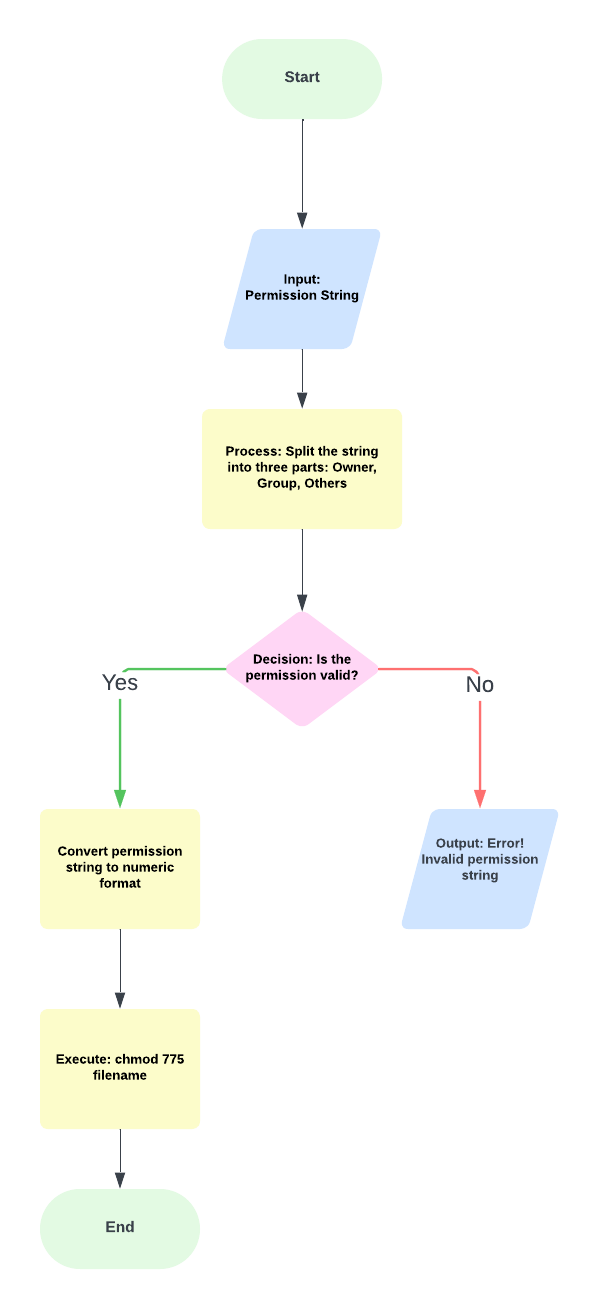 Start
Input:
Permission String
Process: Split the string
into three parts: Owner,
Group, Others
Decision: Is the
permission valid?
Yes
No
Convert permission
string to numeric
format
Output: Error!
Invalid permission
string
Execute: chmod 775
filename
End